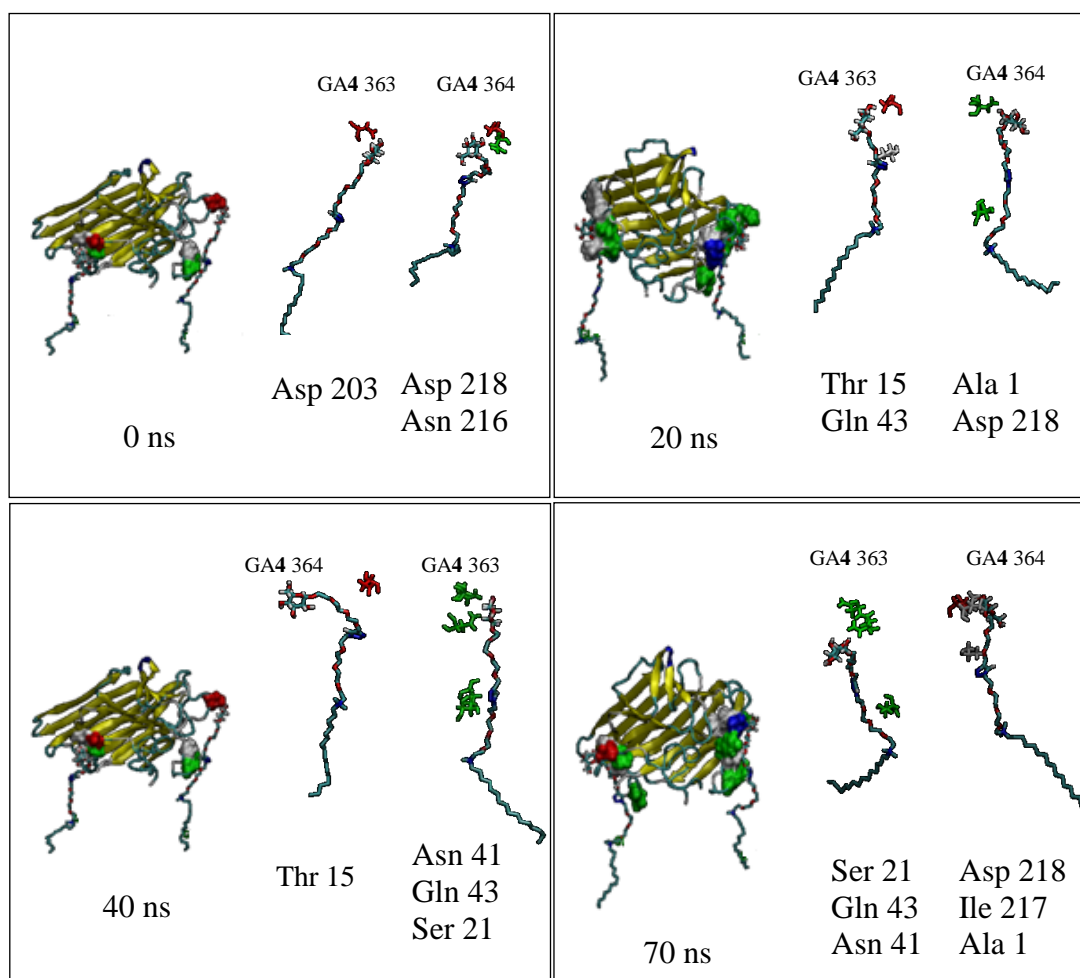 GA4 363
GA4 364
Asp 203
Asp 218
Asn 216
0 ns
GA4 363
GA4 364
Thr 15
Gln 43
Ala 1
Asp 218
20 ns
GA4 364
GA4 363
Thr 15
Asn 41
Gln 43
Ser 21
40 ns
GA4 363
GA4 364
Ser 21
Gln 43
Asn 41
Asp 218
Ile 217
Ala 1
70 ns